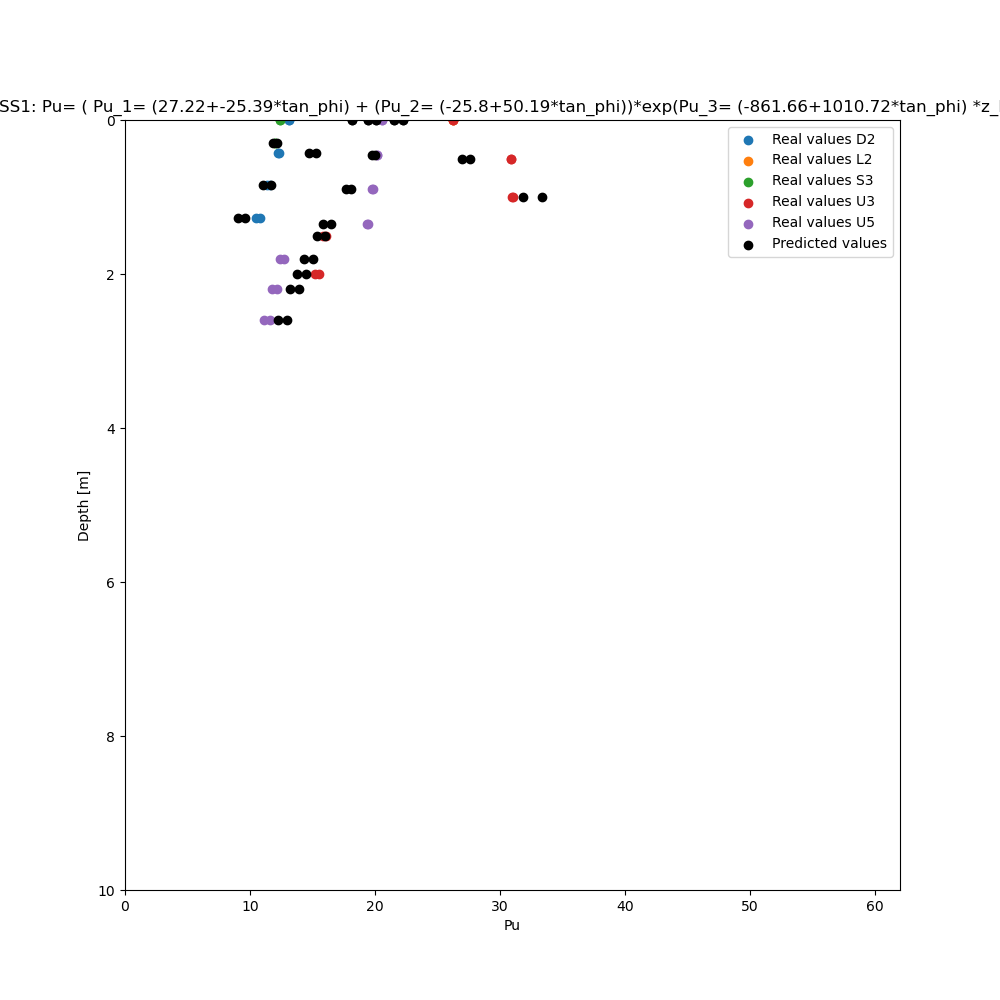 SS1: Pu= ( Pu_1= (27.22+-25.39*tan_phi) + (Pu_2= (-25.8+50.19*tan_phi))*exp(Pu_3= (-861.66+1010.72*tan_phi) *z_
Real values D2
Real values L2
Real values S3
Real values U3
Real values U5
Predicted values
0
2
4
6
8
10
Depth [m]
0 10 20 30 40 50 60
Pu